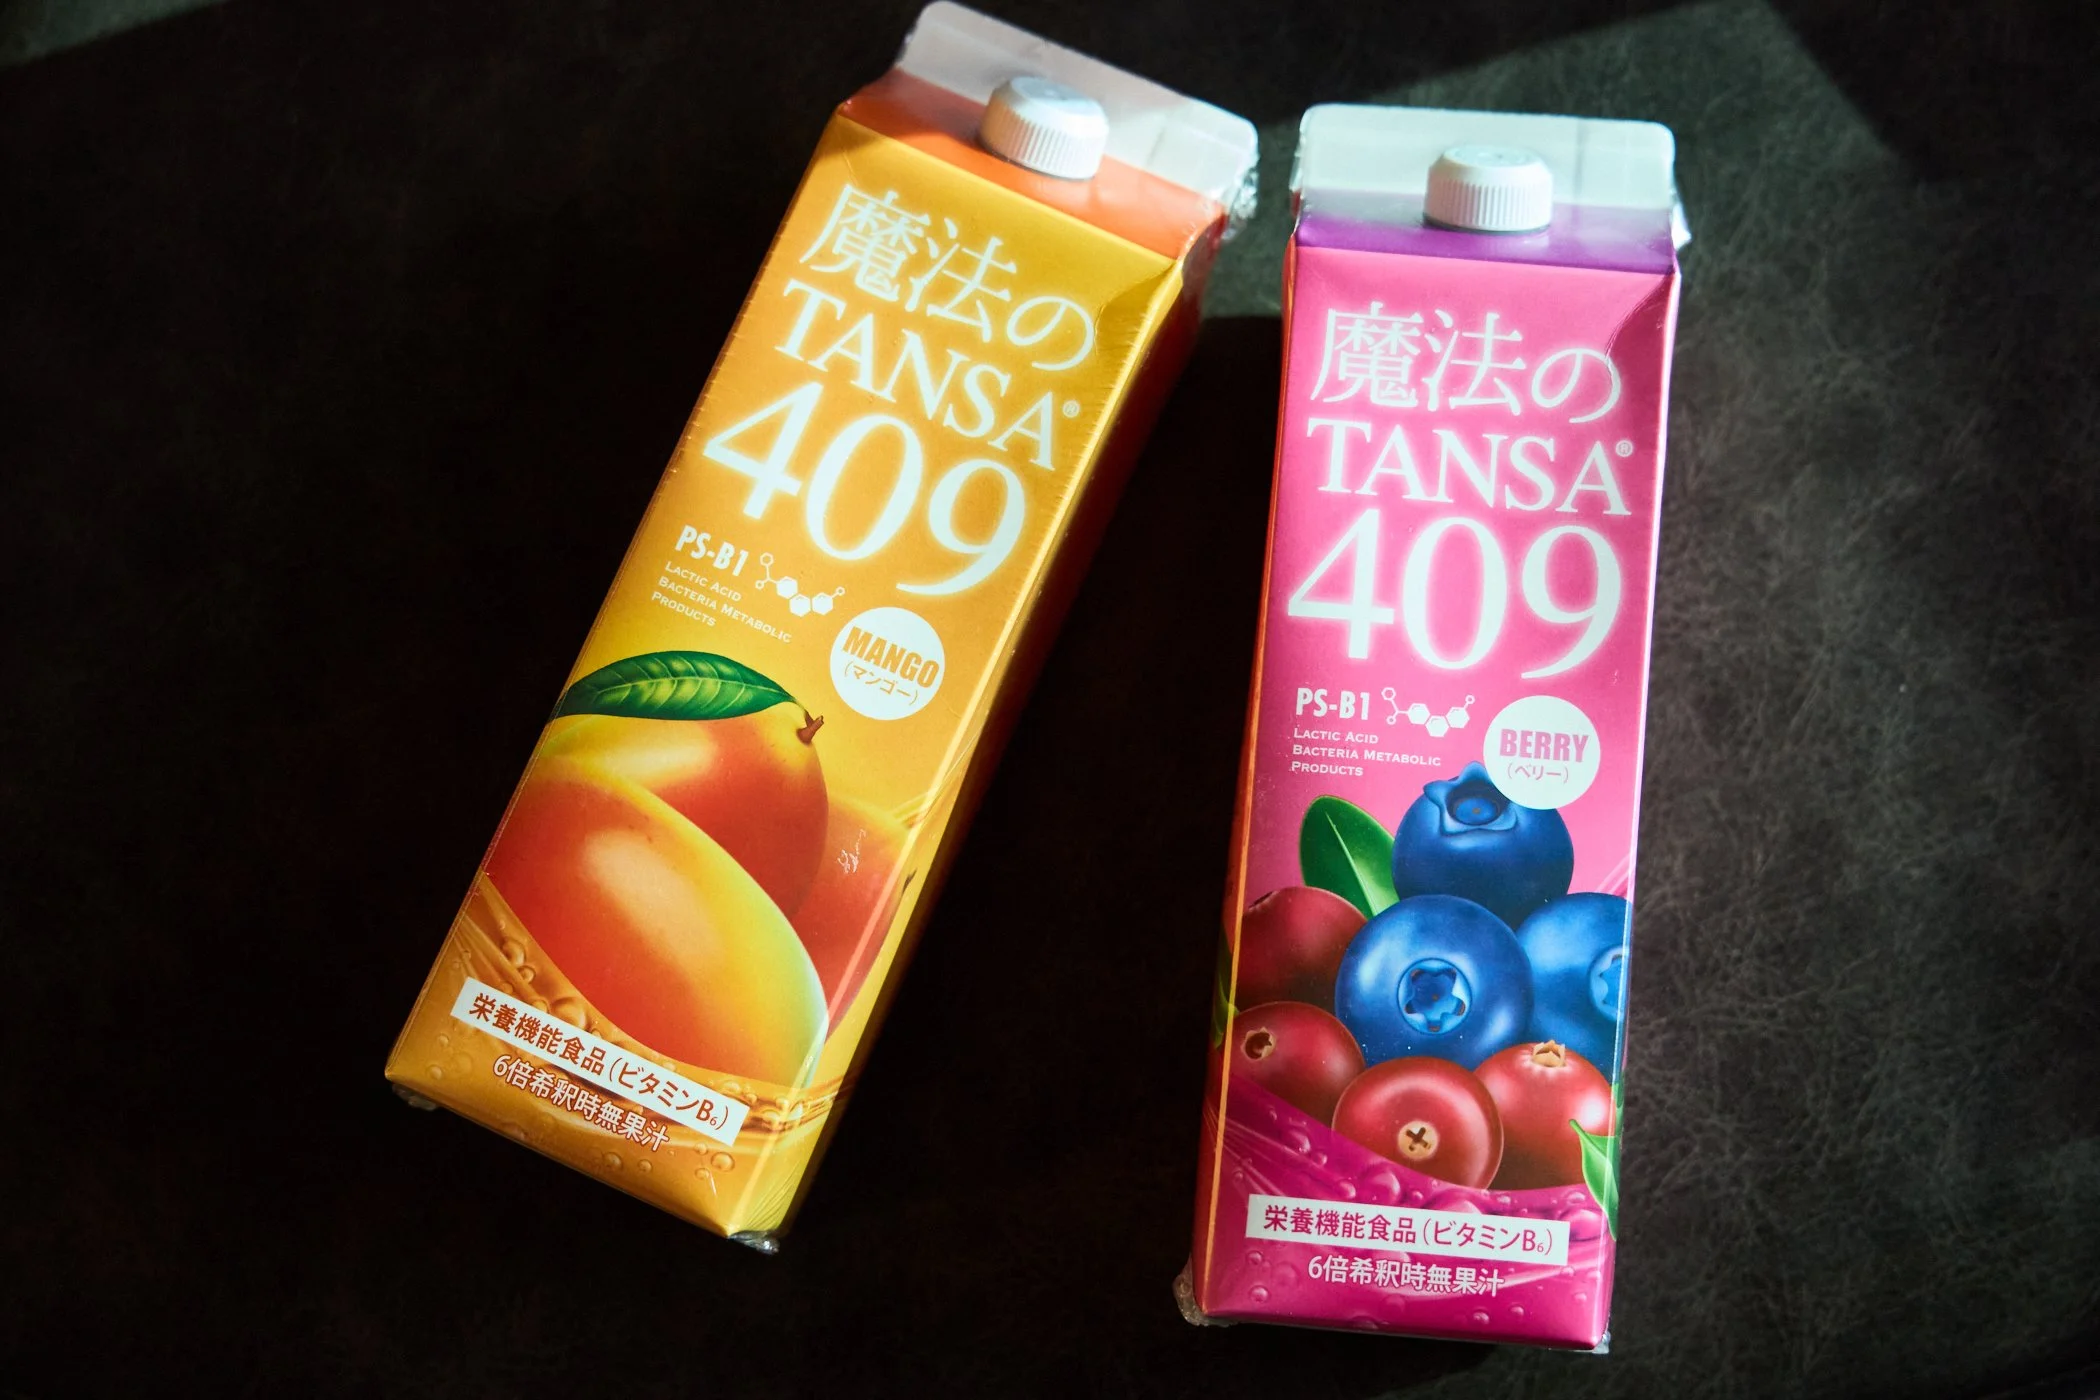 魔法の
TANSA®
409
PS-B1
LACTIC ACID
BACTERIA METABOLIC
PRODUCTS
MANGO
(マンゴー)
栄養機能食品(ビタミンB₆)
6倍希釈時無果汁
魔法の
TANSA®
409
PS-B1
LACTIC ACID
BACTERIA METABOLIC
PRODUCTS
BERRY
(ベリー)
栄養機能食品(ビタミンB₆)
6倍希釈時無果汁